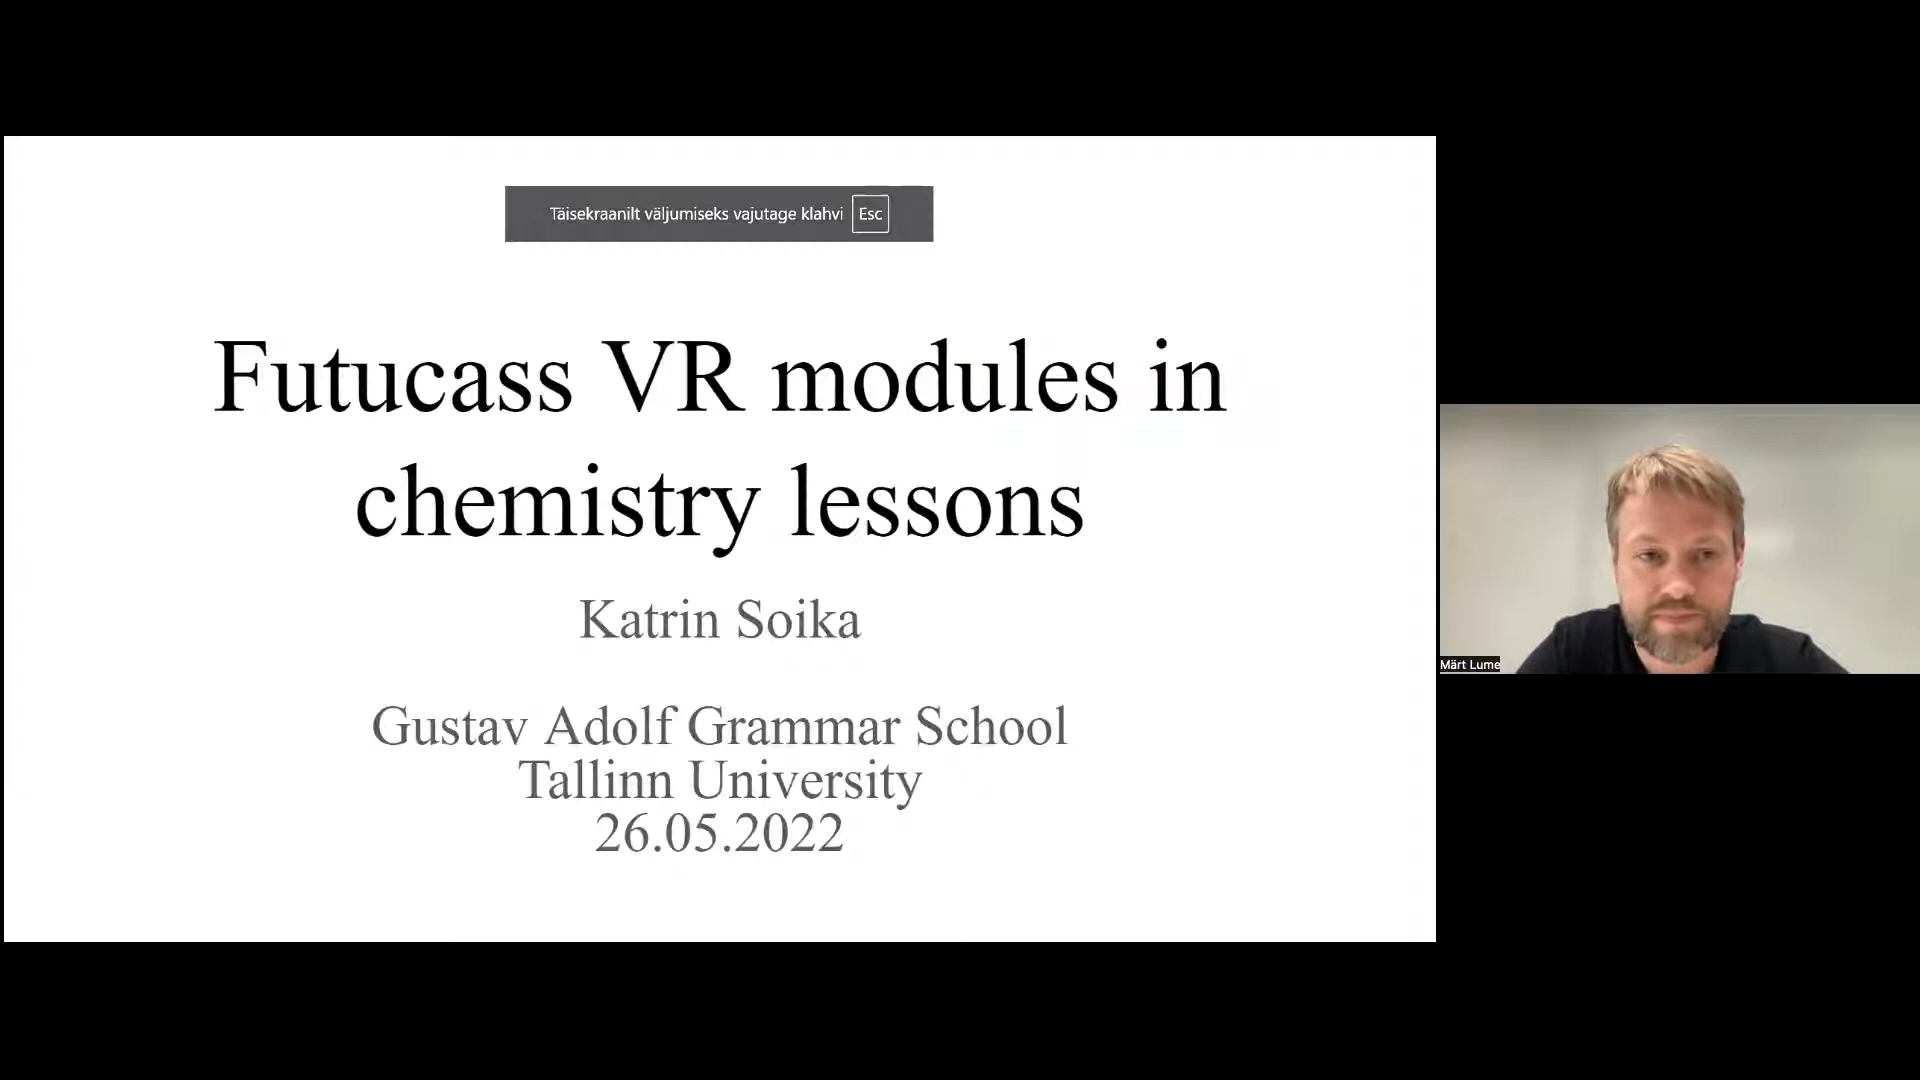 Täisekraanilt väljumiseks vajutage klahvi Esc
Futucass VR modules in
chemistry lessons
Katrin Soika
Gustav Adolf Grammar School
Tallinn University
26.05.2022
Märt Lume